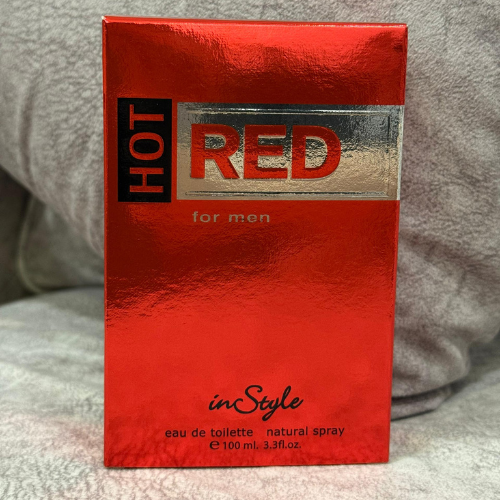 HOT
RED
for men
inStyle
eau de toilette natural spray
℮ 100 ml. 3.3fl.oz.